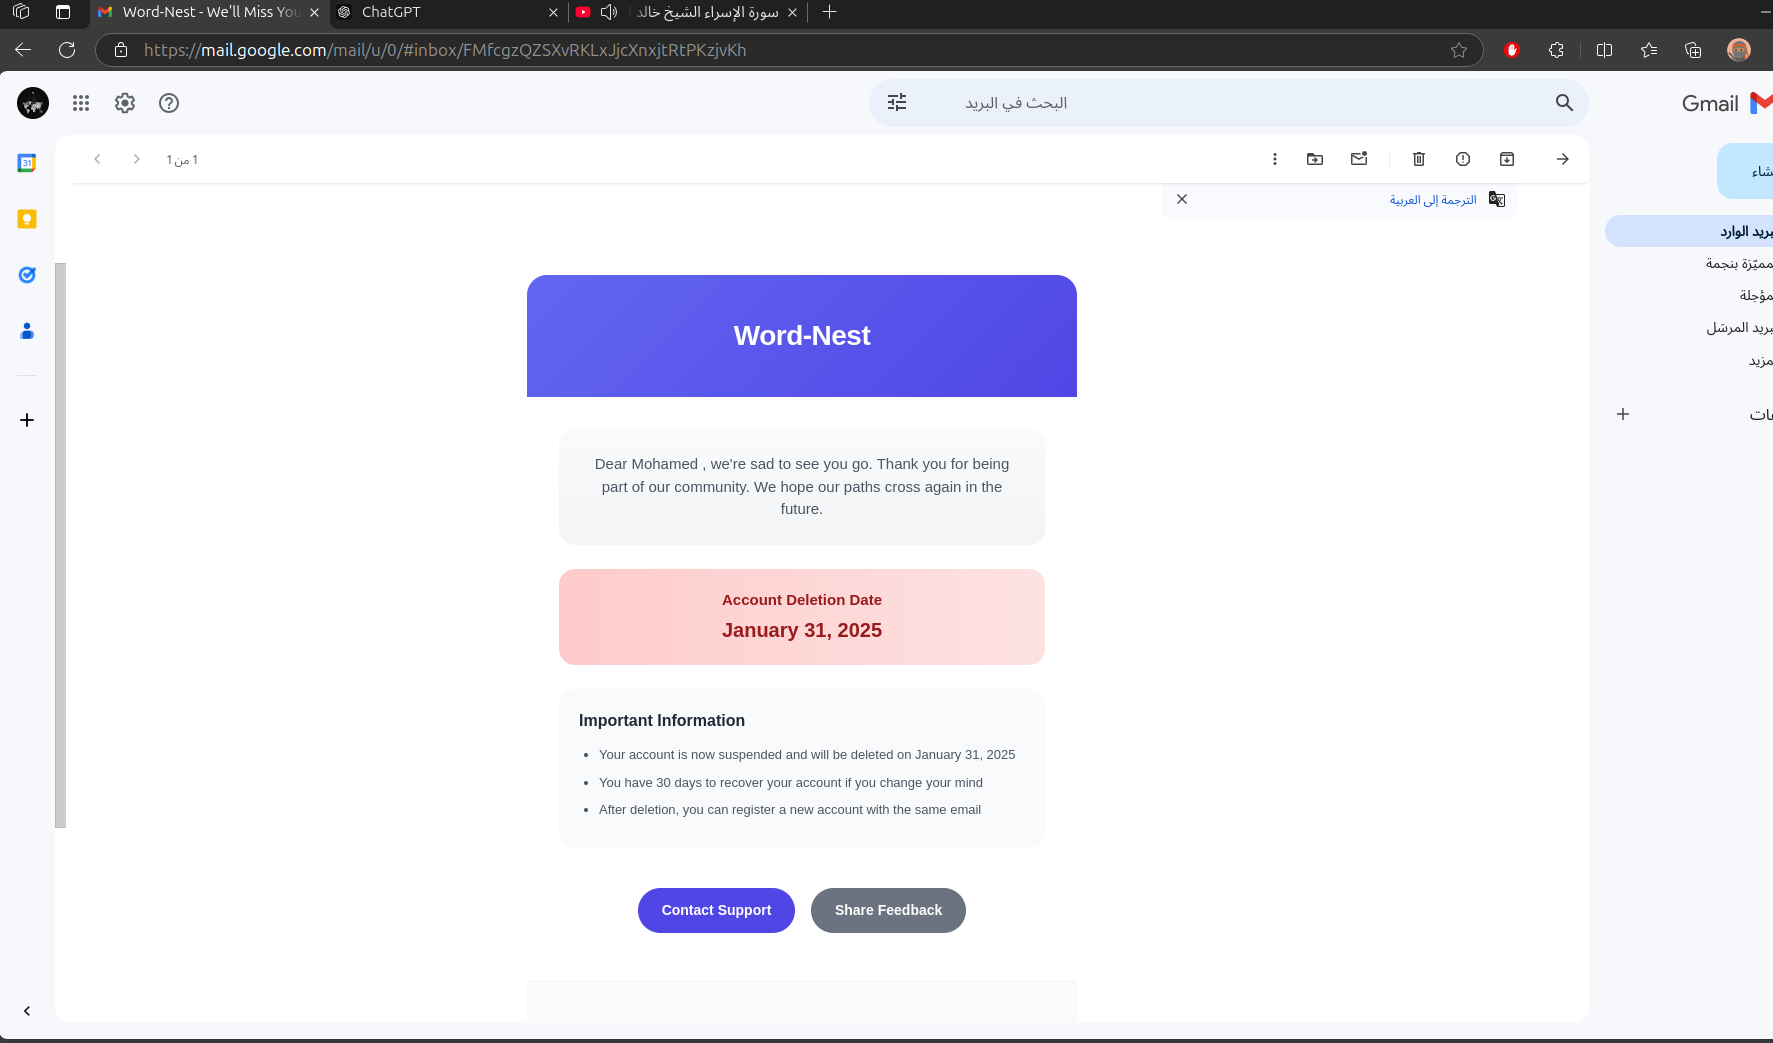 Word-Nest - We'll Miss You
ChatGPT
سورة الإسراء الشيخ خالد
https://mail.google.com/mail/u/0/#inbox/FMfcgzQZSXvRKLxJjcXnxjtRtPKzjvKh
البحث في البريد
Gmail
1 من 1
الترجمة إلى العربية
31
Word-Nest
Dear Mohamed , we're sad to see you go. Thank you for being
part of our community. We hope our paths cross again in the
future.
Account Deletion Date
January 31, 2025
Important Information
• Your account is now suspended and will be deleted on January 31, 2025
• You have 30 days to recover your account if you change your mind
• After deletion, you can register a new account with the same email
Contact Support
Share Feedback
شاء
بريد الوارد
مميّزة بنجمة
مؤجلة
بريد المرسَل
مزيد
ات